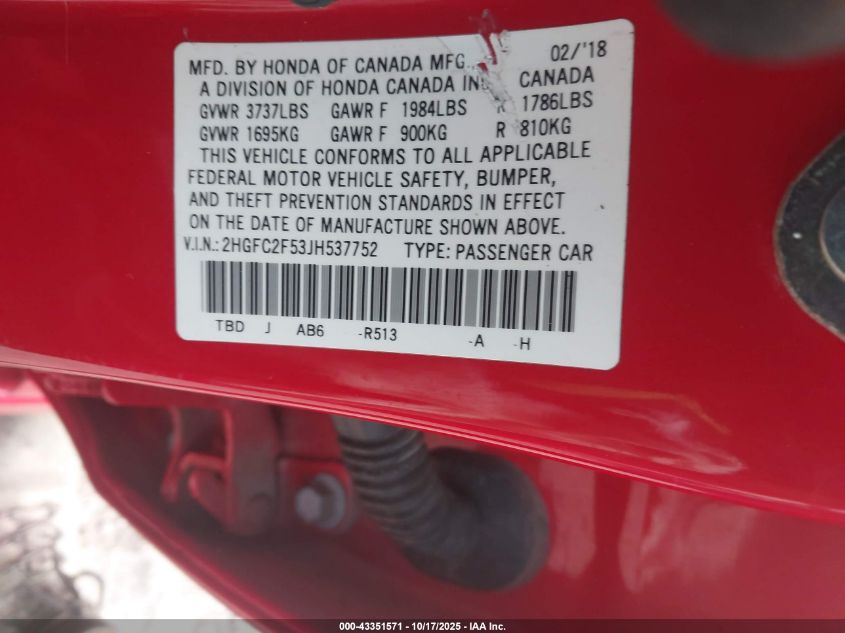 MFD. BY HONDA OF CANADA MFG. 02/'18
A DIVISION OF HONDA CANADA CANADA
GVWR 3737LBS GAWR F 1984LBS R 1786LBS
GVWR 1695KG GAWR F 900KG R 810KG
THIS VEHICLE CONFORMS TO ALL APPLICABLE
FEDERAL MOTOR VEHICLE SAFETY, BUMPER,
AND THEFT PREVENTION STANDARDS IN EFFECT
ON THE DATE OF MANUFACTURE SHOWN ABOVE.
V.I.N.: 2HGFC2F53JH537752 TYPE: PASSENGER CAR
TBD J AB6 -R513 -A -H
000-43351571 | 10/17/2025 | IAA Inc.